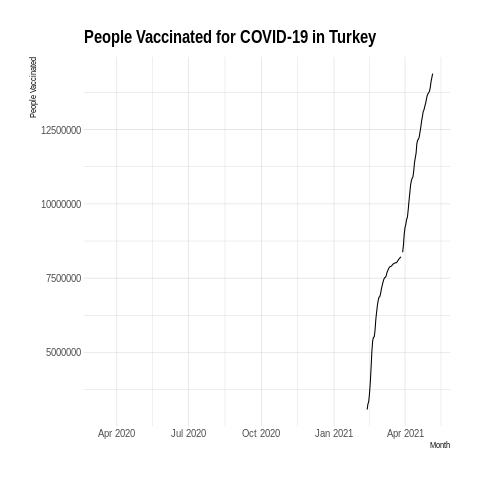 People Vaccinated for COVID-19 in Turkey
People Vaccinated
12500000
10000000
7500000
5000000
Apr 2020 Jul 2020 Oct 2020 Jan 2021 Apr 2021
Month